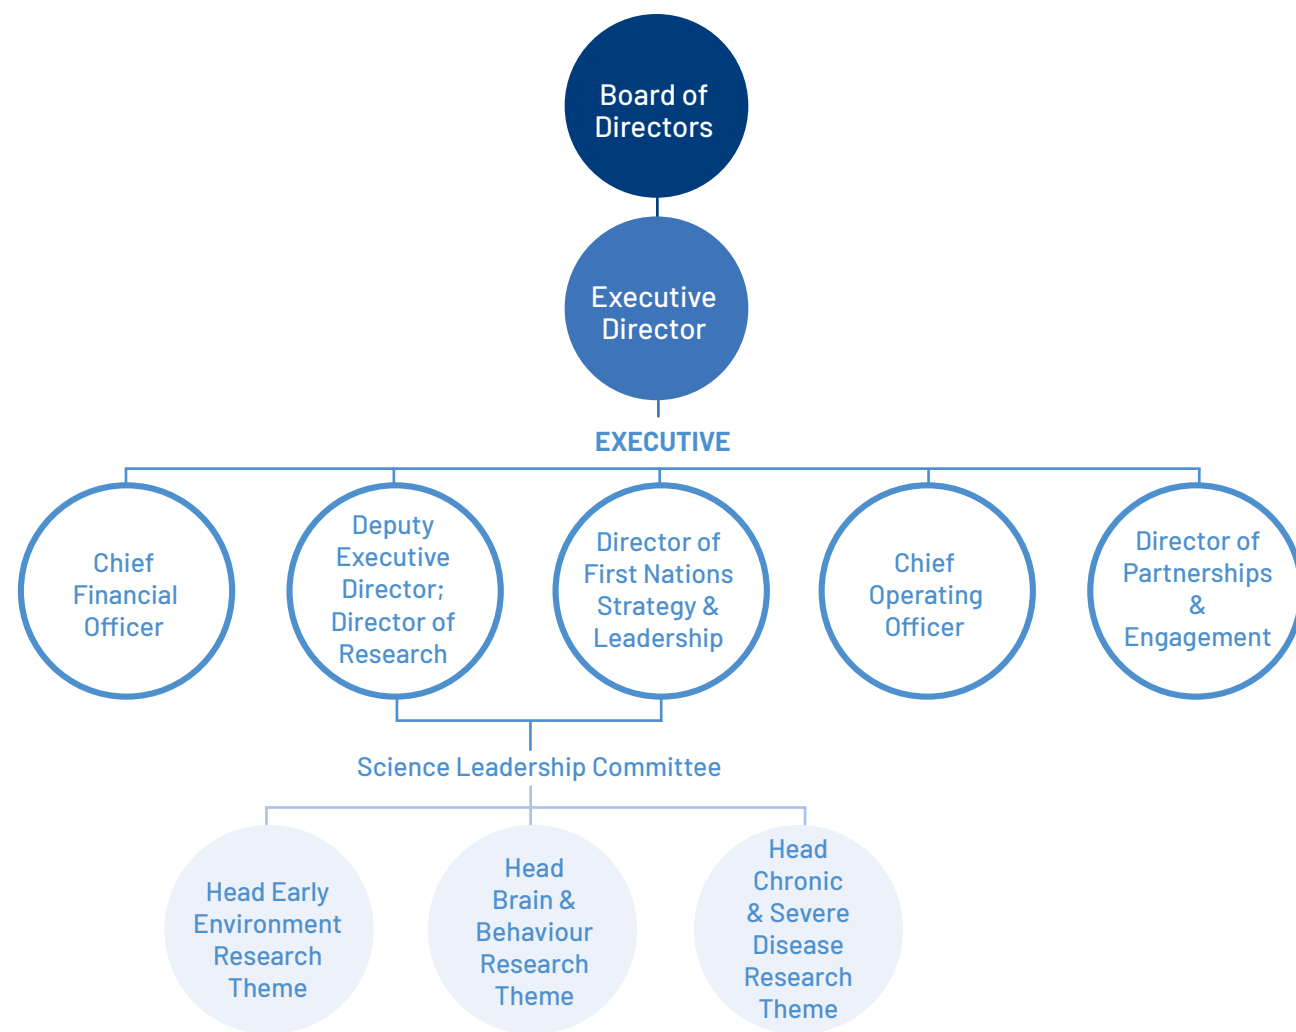 Board of
Directors
Executive
Director
EXECUTIVE
Chief
Financial
Officer
Deputy
Executive
Director;
Director of
Research
Director of
First Nations
Strategy &
Leadership
Chief
Operating
Officer
Director of
Partnerships
&
Engagement
Science Leadership Committee
Head Early
Environment
Research
Theme
Head
Brain &
Behaviour
Research
Theme
Head
Chronic
& Severe
Disease
Research
Theme